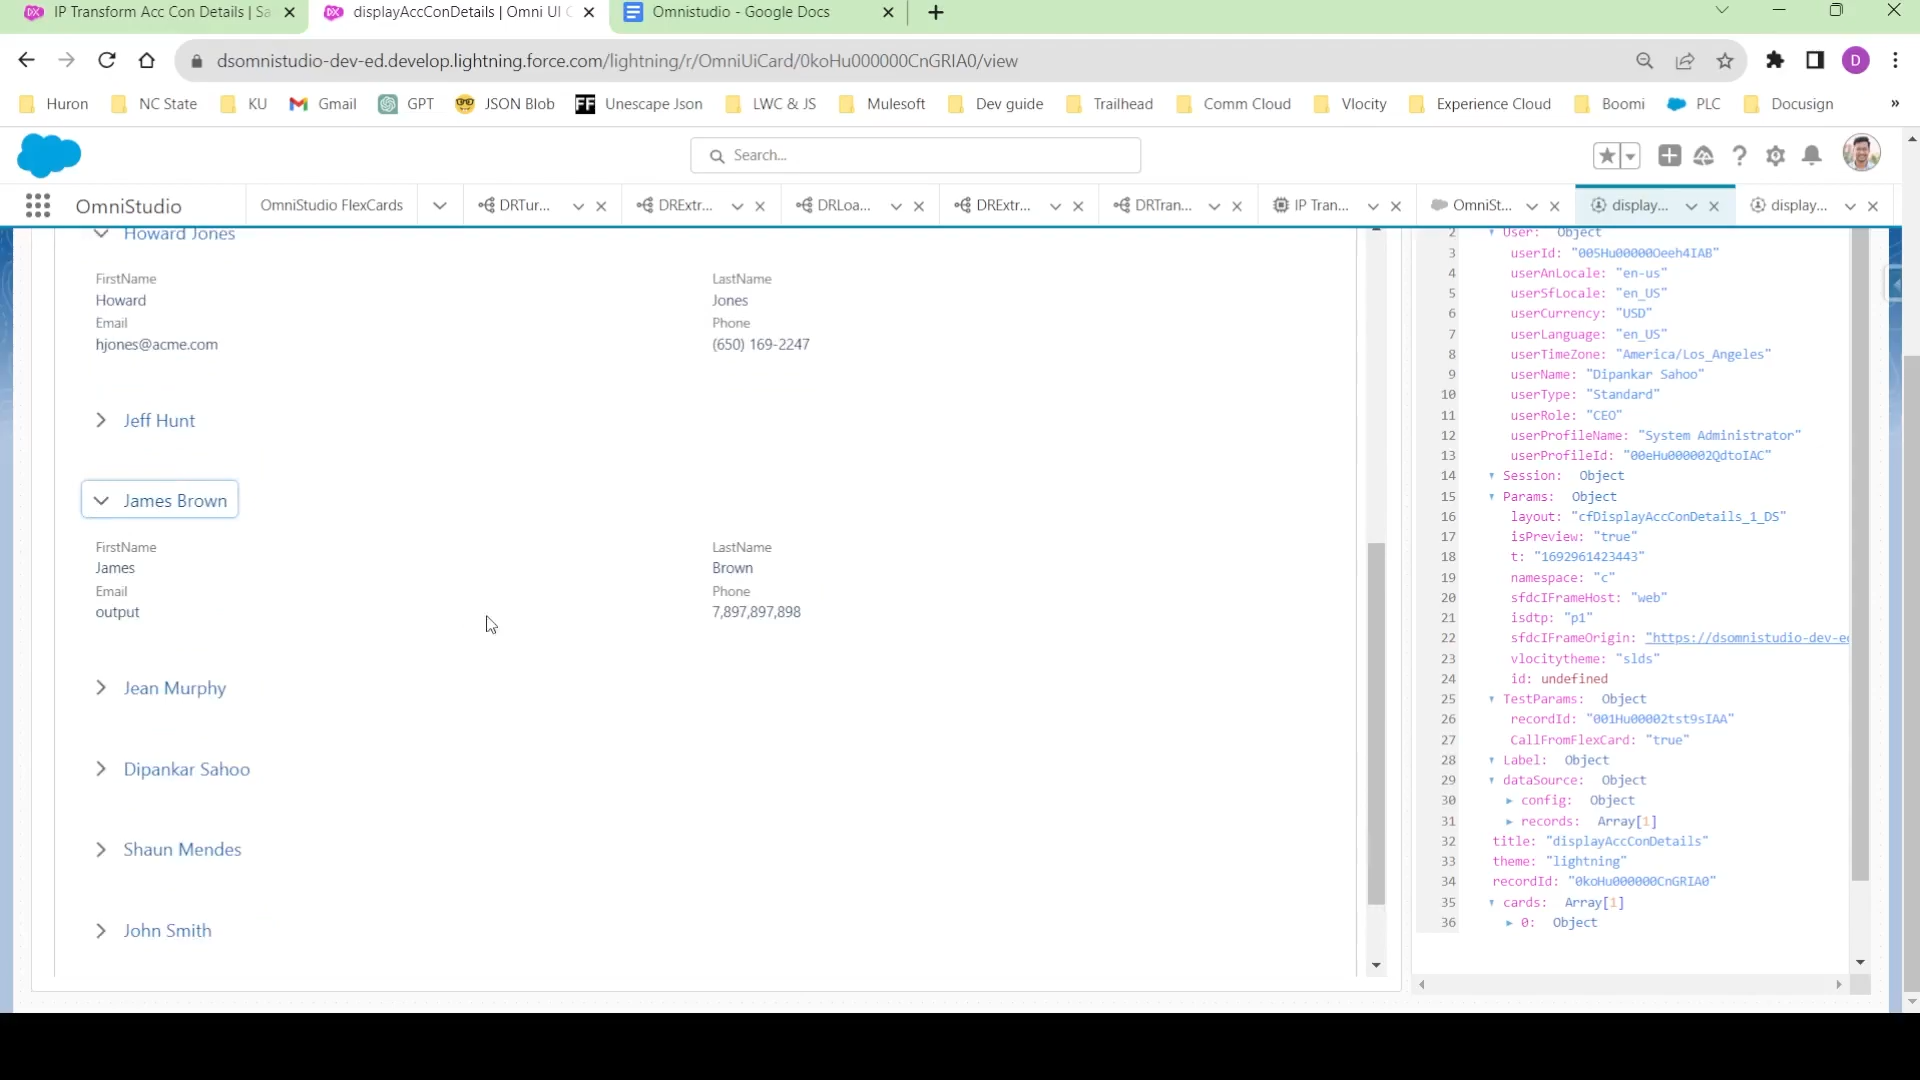 IP Transform Acc Con Details | Sa
displayAccConDetails | Omni UI C
Omnistudio - Google Docs
dsomnistudio-dev-ed.develop.lightning.force.com/lightning/r/OmniUiCard/0koHu000000CnGRIA0/view
Huron
NC State
KU
Gmail
GPT
JSON Blob
FF Unescape Json
LWC & JS
Mulesoft
Dev guide
Trailhead
Comm Cloud
Vlocity
Experience Cloud
Boomi
PLC
Docusign
»
Search...
D
OmniStudio
OmniStudio FlexCards
DRTur...
DRExtr...
DRLoa...
DRExtr...
DRTran...
IP Tran...
OmniSt...
display...
display...
Howard Jones
FirstName
Howard
LastName
Jones
Email
hjones@acme.com
Phone
(650) 169-2247
Jeff Hunt
James Brown
FirstName
James
LastName
Brown
Email
output
Phone
7,897,897,898
Jean Murphy
Dipankar Sahoo
Shaun Mendes
John Smith
2 User: Object
3 userId: "005Hu00000Oeeh4IAB"
4 userAnLocale: "en-us"
5 userSfLocale: "en_US"
6 userCurrency: "USD"
7 userLanguage: "en_US"
8 userTimeZone: "America/Los_Angeles"
9 userName: "Dipankar Sahoo"
10 userType: "Standard"
11 userRole: "CEO"
12 userProfileName: "System Administrator"
13 userProfileId: "00eHu000002QdtoIAC"
14 Session: Object
15 Params: Object
16 layout: "cfDisplayAccConDetails_1_DS"
17 isPreview: "true"
18 t: "1692961423443"
19 namespace: "c"
20 sfdcIFrameHost: "web"
21 isdtp: "p1"
22 sfdcIFrameOrigin: "https://dsomnistudio-dev-e
23 vlocitytheme: "slds"
24 id: undefined
25 TestParams: Object
26 recordId: "001Hu00002tst9sIAA"
27 CallFromFlexCard: "true"
28 Label: Object
29 dataSource: Object
30 config: Object
31 records: Array[1]
32 title: "displayAccConDetails"
33 theme: "lightning"
34 recordId: "0koHu000000CnGRIA0"
35 cards: Array[1]
36 0: Object